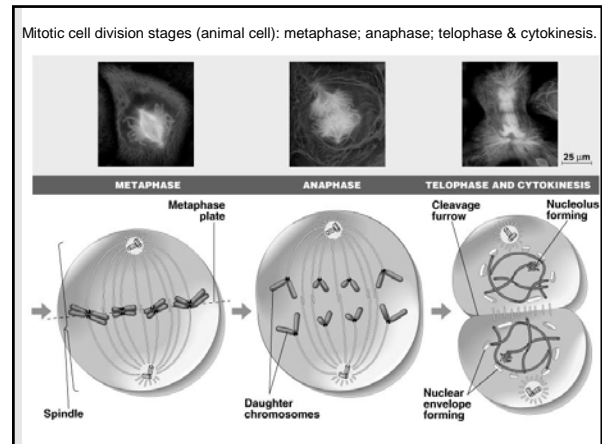 Mitotic cell division stages (animal cell): metaphase; anaphase; telophase & cytokinesis.
25 µm
METAPHASE
ANAPHASE
TELOPHASE AND CYTOKINESIS
Metaphase
plate
Cleavage
furrow
Nucleolus
forming
Spindle
Daughter
chromosomes
Nuclear
envelope
forming